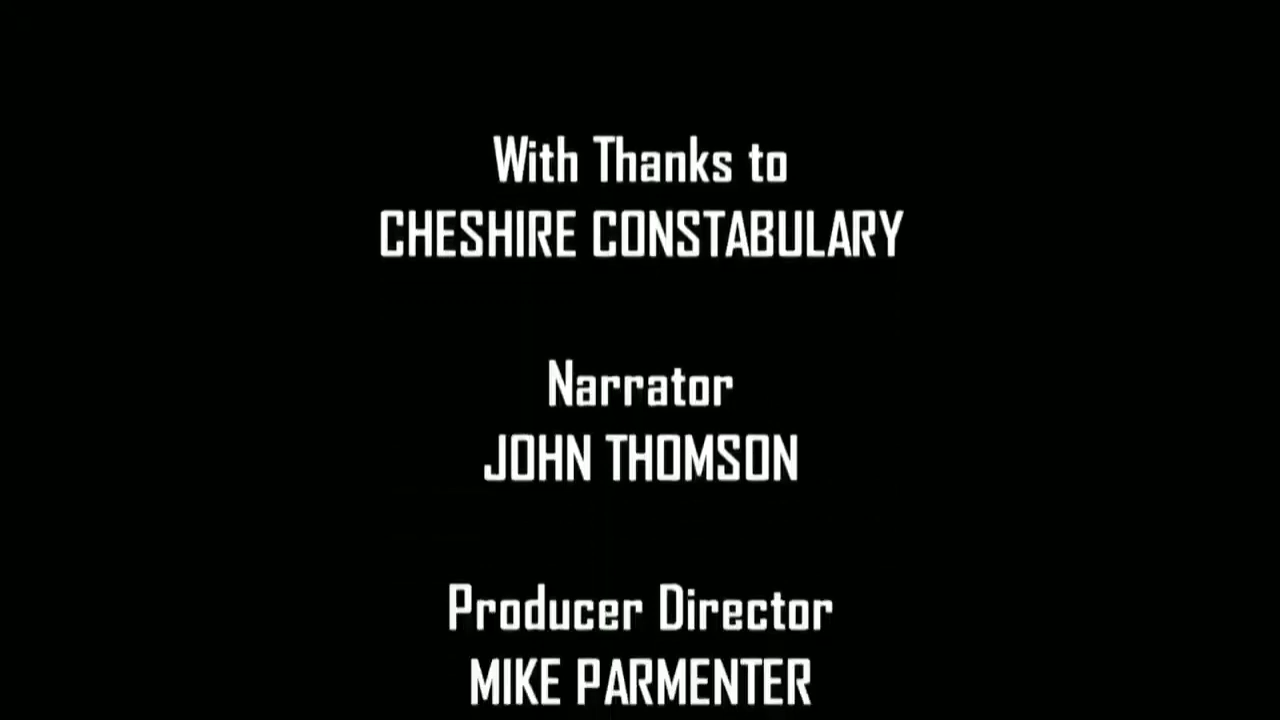 With Thanks to
CHESHIRE CONSTABULARY
Narrator
JOHN THOMSON
Producer Director
MIKE PARMENTER